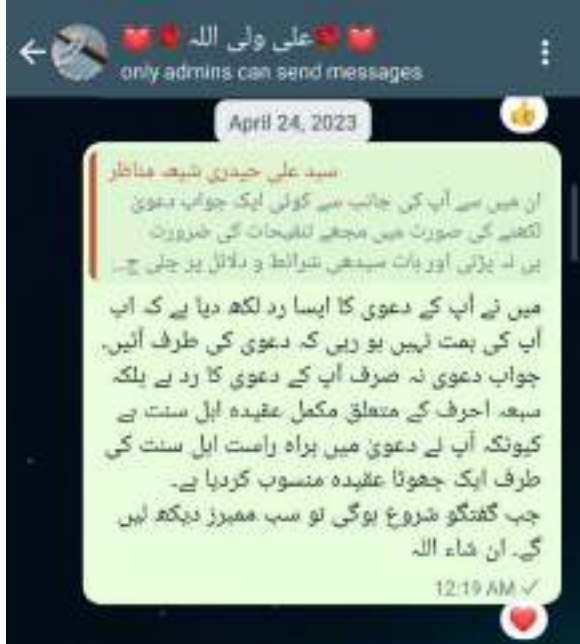 علی ولی اللہ
only admins can send messages
April 24, 2023
سید علی حیدری شیعہ مناظر
ان میں سے آپ کی جانب سے کوئی ایک جواب دعویٰ
لکھنے کی صورت میں مجھے تنقیحات کی ضرورت
ہی نہ پڑتی اور بات سیدھی شرائط و دلائل پر چلی ج...
میں نے آپ کے دعوی کا ایسا رد لکھ دیا ہے کہ اب
آپ کی ہمت نہیں ہو رہی کہ دعوی کی طرف آئیں۔
جواب دعوی نہ صرف آپ کے دعوی کا رد ہے بلکہ
سبعہ احرف کے متعلق مکمل عقیدہ اہل سنت ہے
کیونکہ آپ نے دعویٰ میں براہ راست اہل سنت کی
طرف ایک جھوٹا عقیدہ منسوب کردیا ہے۔
جب گفتگو شروع ہوگی تو سب ممبرز دیکھ لیں
گے۔ ان شاء اللہ
12:19 AM